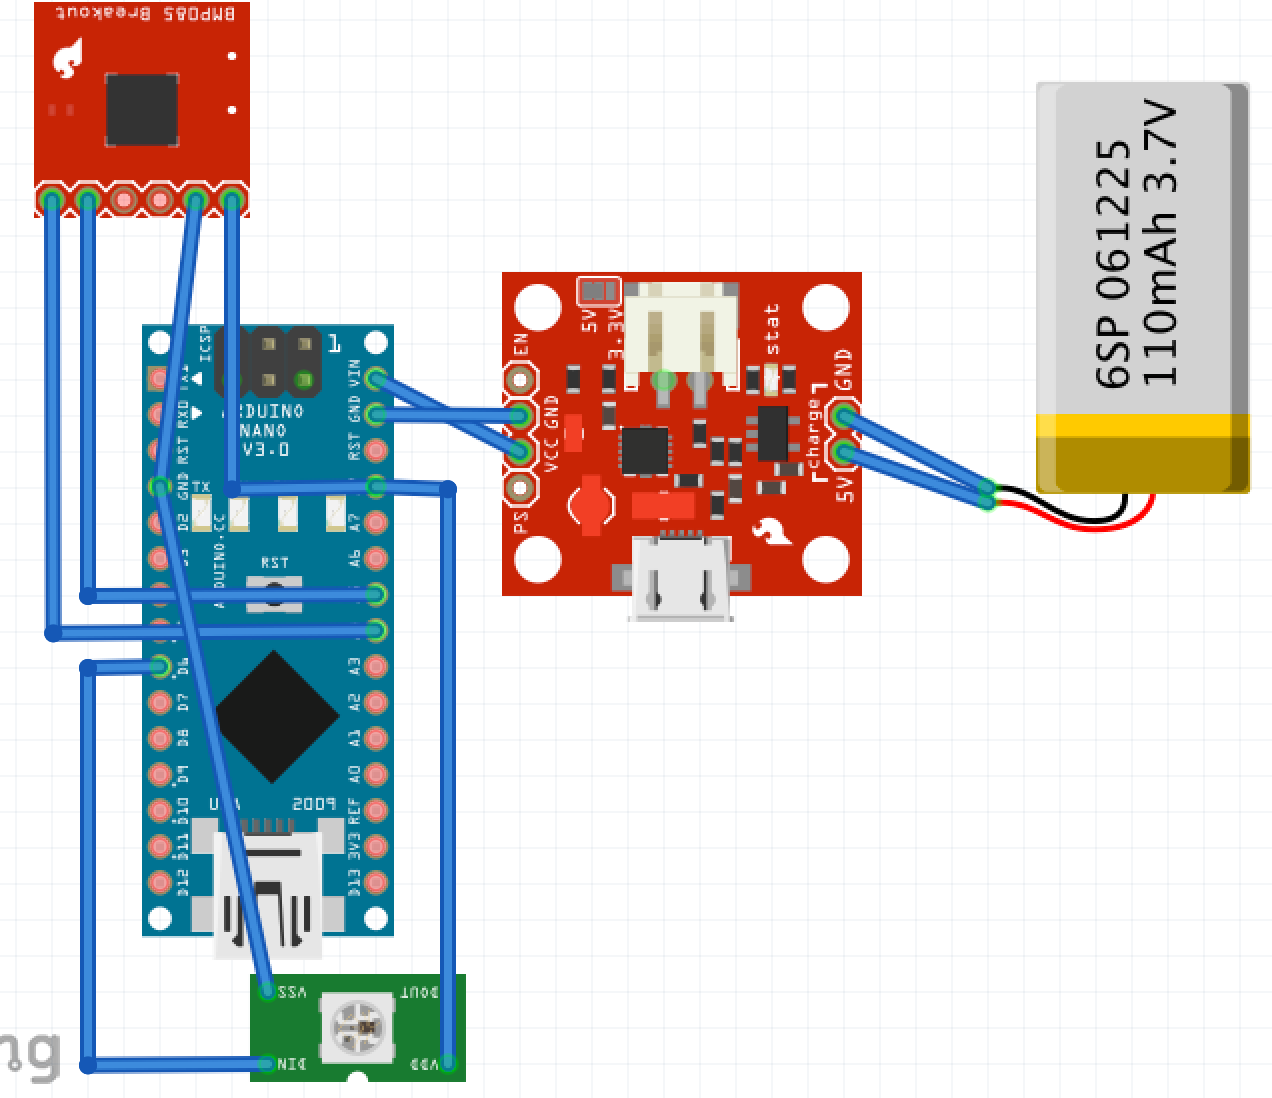 BMP085 Breakout
6SP 061225
110mAh 3.7V
ICSP
1
TX1
RX0
RST
GND
D2
D3
D6
D7
D8
D9
D10
D11
D12
VIN
GND
RST
A7
A6
A3
A2
A1
A0
REF
3V3
D13
ARDUINO
NANO
V3.0
TX
ARDUINO.CC
RST
USA
2009
5V
3.3V
EN
GND
VCC
PS
stat
charge
GND
5V
VSS
DOUT
DIN
VDD
ng